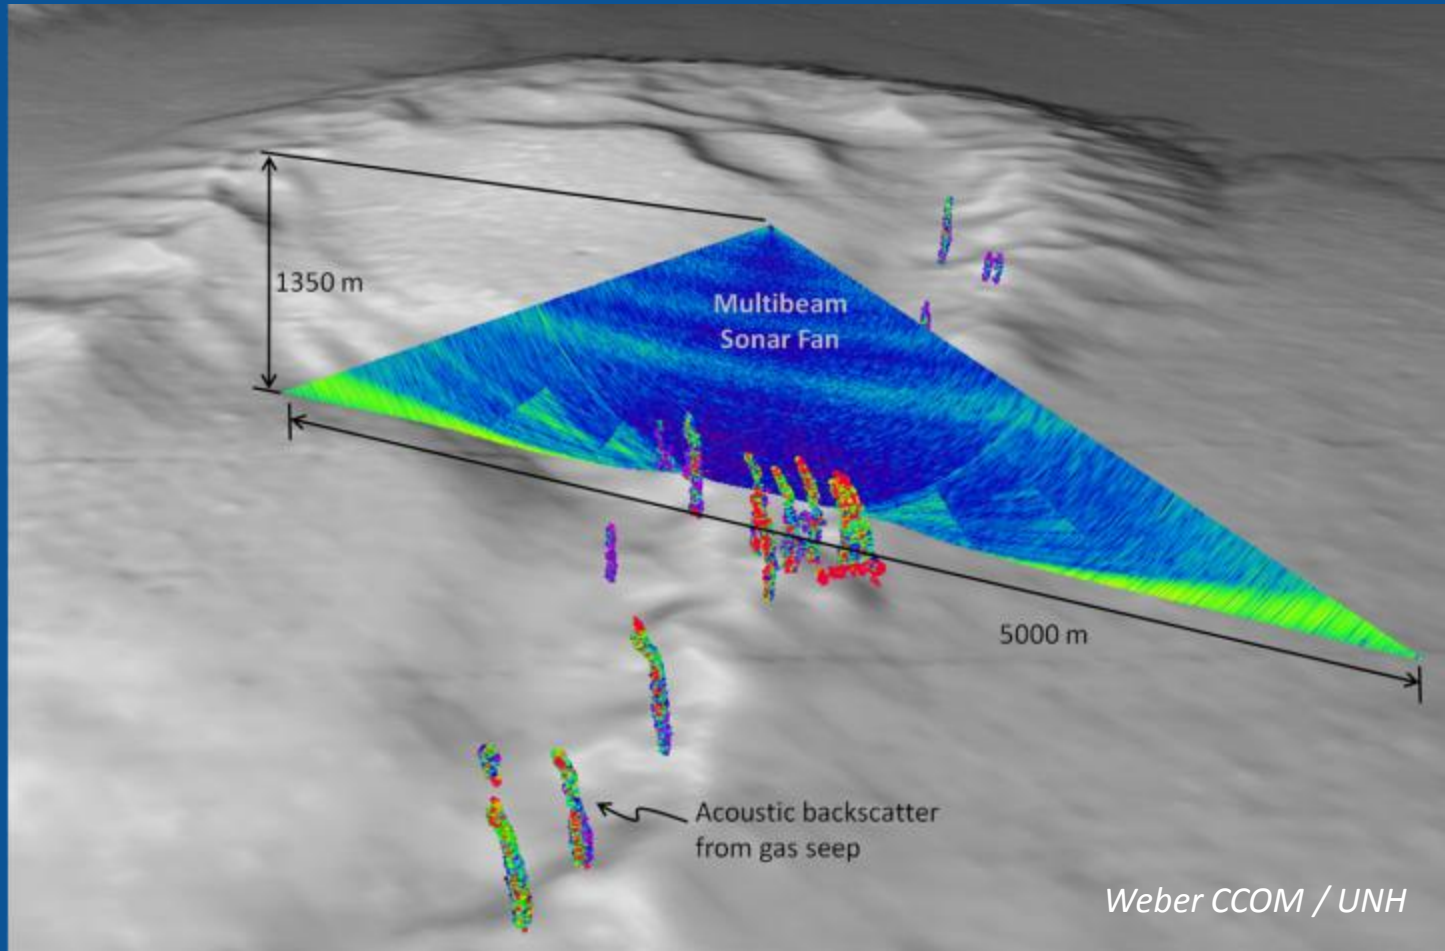 1350 m
Multibeam
Sonar Fan
5000 m
Acoustic backscatter
from gas seep
Weber CCOM / UNH